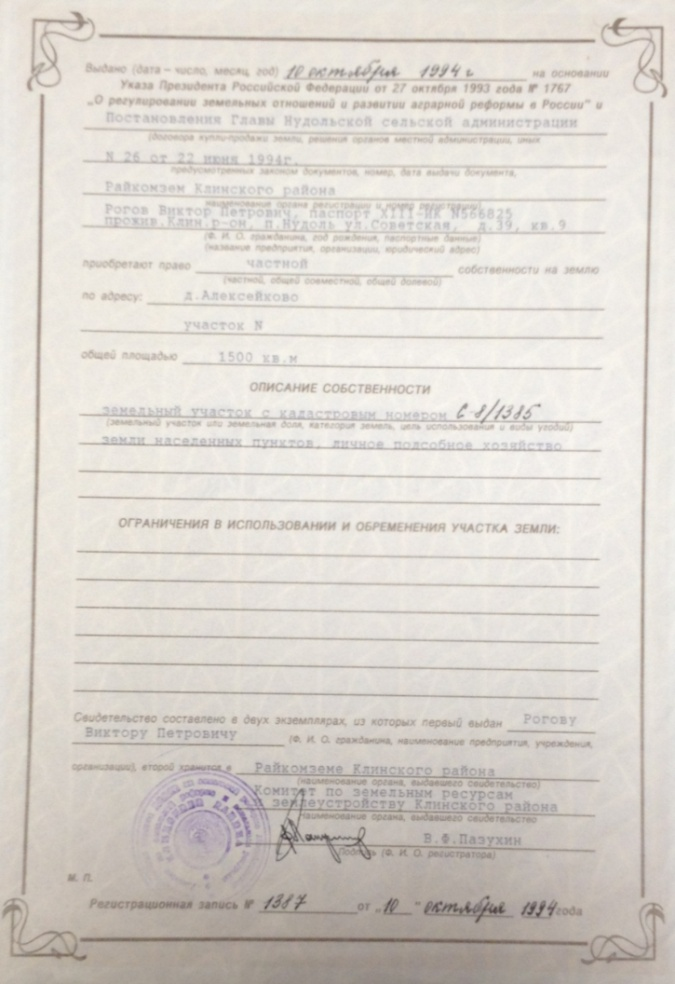 Выдано (дата – число, месяц, год) 10 октября 1994 г на основании
Указа Президента Российской Федерации от 27 октября 1993 года № 1767
„О регулировании земельных отношений и развитии аграрной реформы в России" и
Постановления Главы Нудольской сельской администрации
(договора купли-продажи земли, решения органов местной администрации, иных
N 26 от 22 июня 1994г.
предусмотренных законом документов, номер, дата выдачи документа,
Райкомзем Клинского района
наименование органа регистрации и номер регистрации)
Рогов Виктор Петрович, паспорт XIII-ИК N566825
прожив.Клин.р-он, п.Нудоль ул.Советская, д.39, кв.9
(Ф. И. О. гражданина, год рождения, паспортные данные)
(название предприятия, организации, юридический адрес)
приобретают право частной собственности на землю
(частной, общей совместной, общей долевой)
по адресу: д.Алексейково
участок N
общей площадью 1500 кв.м
ОПИСАНИЕ СОБСТВЕННОСТИ
земельный участок с кадастровым номером С-8/1385
(земельный участок или земельная доля, категория земель, цель использования и виды угодий)
земли населенных пунктов, личное подсобное хозяйство
ОГРАНИЧЕНИЯ В ИСПОЛЬЗОВАНИИ И ОБРЕМЕНЕНИЯ УЧАСТКА ЗЕМЛИ:
Свидетельство составлено в двух экземплярах, из которых первый выдан Рогову
Виктору Петровичу (Ф. И. О. гражданина, наименование предприятия, учреждения,
организации), второй хранится в Райкомземе Клинского района
(наименование органа, выдавшего свидетельство)
Комитет по земельным ресурсам
и землеустройству Клинского района
(наименование органа, выдавшего свидетельство
В.Ф.Пазухин
Подпись (Ф. И. О. регистратора)
М. П.
Регистрационная запись № 1387 от „10" октября 1994 года